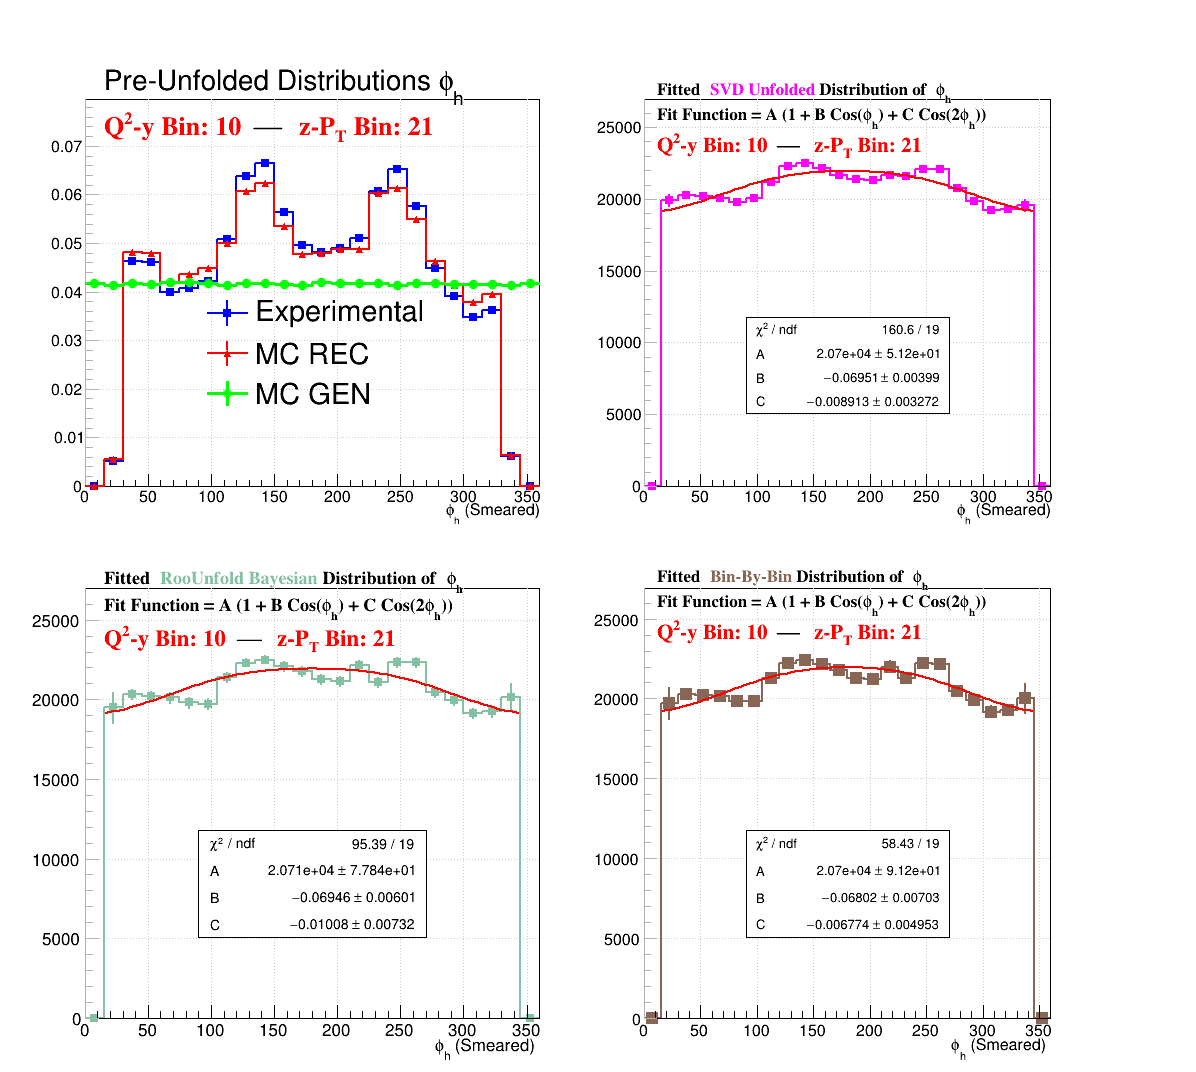 Pre-Unfolded Distributions ϕh
Q2-y Bin: 10 — z-PT Bin: 21
0.07
0.06
0.05
0.04
0.03
0.02
0.01
0
Experimental
MC REC
MC GEN
0 50 100 150 200 250 300 350
ϕh (Smeared)
Fitted SVD Unfolded Distribution of ϕh
Fit Function = A (1 + B Cos(ϕh) + C Cos(2ϕh))
Q2-y Bin: 10 — z-PT Bin: 21
25000
20000
15000
10000
5000
0
χ2 / ndf 160.6 / 19
A 2.07e+04 ± 5.12e+01
B −0.06951 ± 0.00399
C −0.008913 ± 0.003272
0 50 100 150 200 250 300 350
ϕh (Smeared)
Fitted RooUnfold Bayesian Distribution of ϕh
Fit Function = A (1 + B Cos(ϕh) + C Cos(2ϕh))
Q2-y Bin: 10 — z-PT Bin: 21
25000
20000
15000
10000
5000
0
χ2 / ndf 95.39 / 19
A 2.071e+04 ± 7.784e+01
B −0.06946 ± 0.00601
C −0.01008 ± 0.00732
0 50 100 150 200 250 300 350
ϕh (Smeared)
Fitted Bin-By-Bin Distribution of ϕh
Fit Function = A (1 + B Cos(ϕh) + C Cos(2ϕh))
Q2-y Bin: 10 — z-PT Bin: 21
25000
20000
15000
10000
5000
0
χ2 / ndf 58.43 / 19
A 2.07e+04 ± 9.12e+01
B −0.06802 ± 0.00703
C −0.006774 ± 0.004953
0 50 100 150 200 250 300 350
ϕh (Smeared)